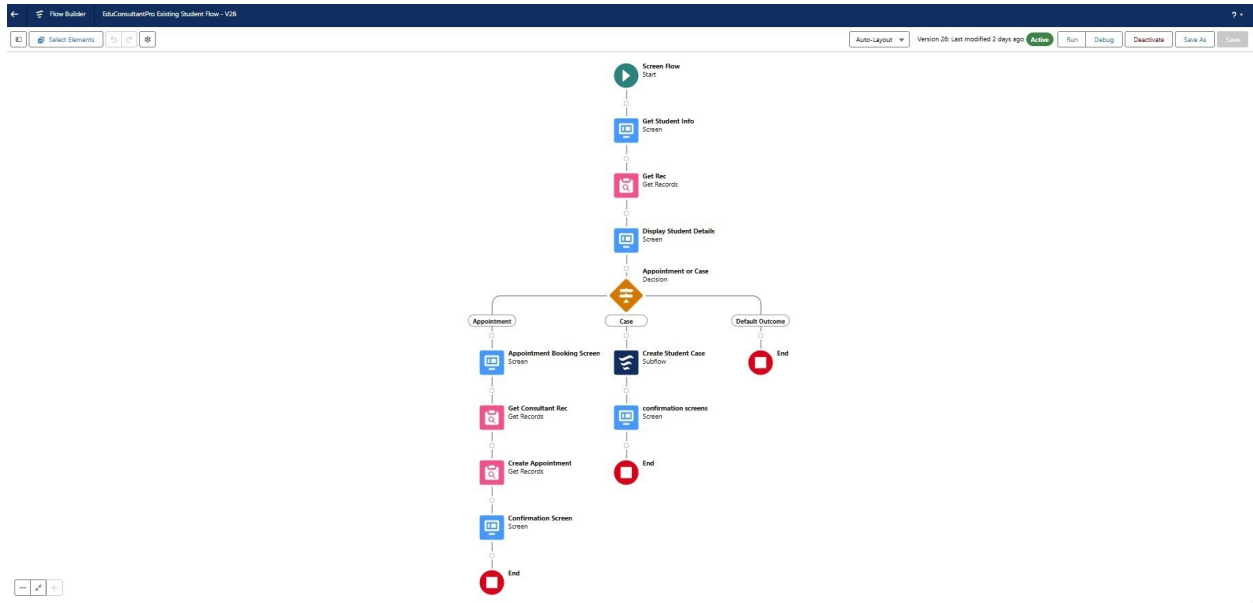 Flow Builder EduConsultantPro Existing Student Flow - V26 ?
Select Elements Auto-Layout Version 26: Last modified 2 days ago Active Run Debug Deactivate Save As Save
Screen Flow
Start
Get Student Info
Screen
Get Rec
Get Records
Display Student Details
Screen
Appointment or Case
Decision
Appointment Case Default Outcome
Appointment Booking Screen Create Student Case End
Screen Subflow
Get Consultant Rec confirmation screens
Get Records Screen
Create Appointment End
Get Records
Confirmation Screen
Screen
End